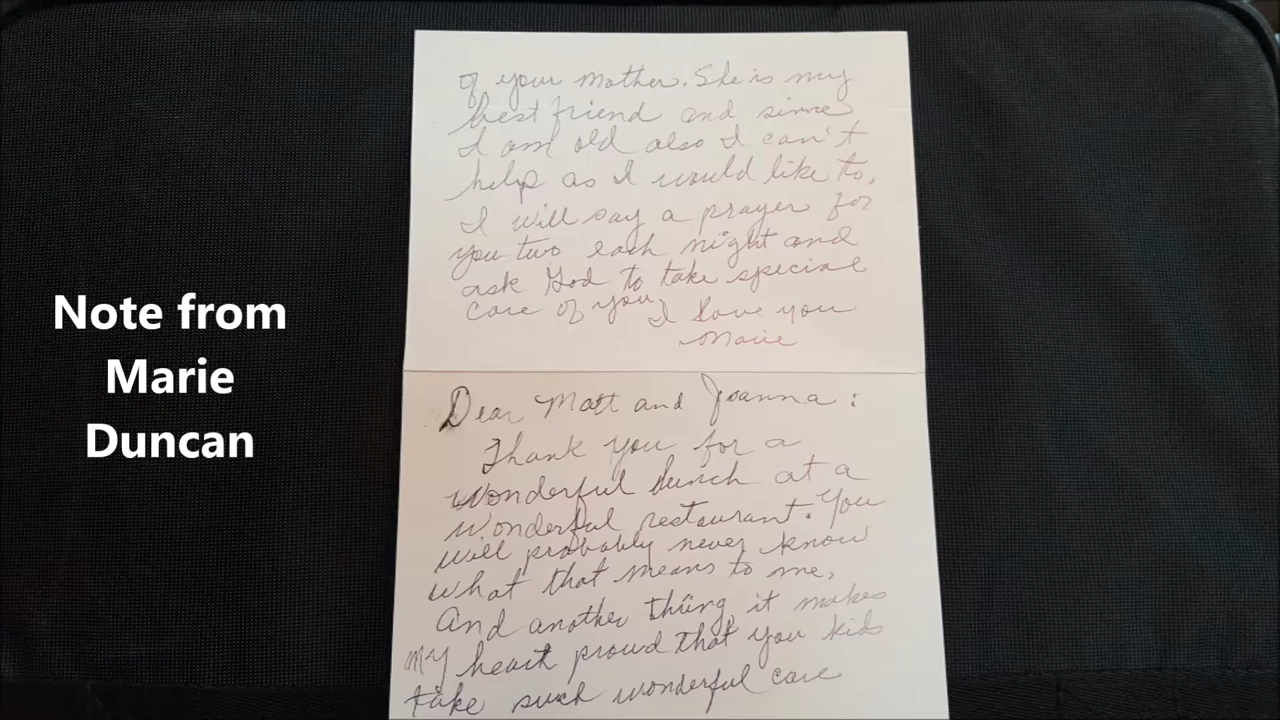 Note from
Marie
Duncan
of your mother. She is my
best friend and since
I am old also I can't
help as I would like to,
I will say a prayer for
you two each night and
ask God to take special
care of you. I love you
Marie
Dear Matt and Joanna:
Thank you for a
wonderful lunch at a
wonderful restaurant. You
will probably never know
what that means to me,
And another thing it makes
my heart proud that you kids
take such wonderful care